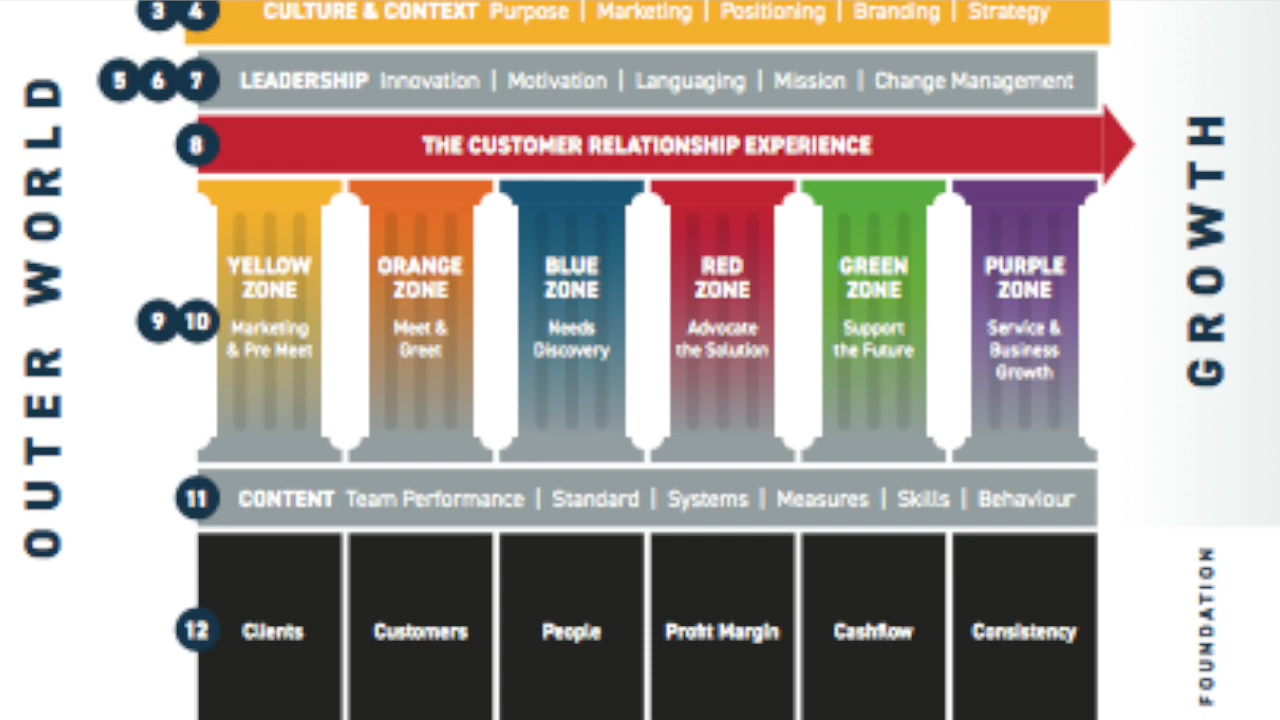 3 4 CULTURE & CONTEXT Purpose | Marketing | Positioning | Branding | Strategy
5 6 7 LEADERSHIP Innovation | Motivation | Languaging | Mission | Change Management
8 THE CUSTOMER RELATIONSHIP EXPERIENCE
OUTER WORLD
GROWTH
9 10
YELLOW
ZONE
Marketing
& Pre Meet
ORANGE
ZONE
Meet &
Greet
BLUE
ZONE
Needs
Discovery
RED
ZONE
Advocate
the Solution
GREEN
ZONE
Support
the Future
PURPLE
ZONE
Service &
Business
Growth
11 CONTENT Team Performance | Standard | Systems | Measures | Skills | Behaviour
12 Clients Customers People Profit Margin Cashflow Consistency
FOUNDATION